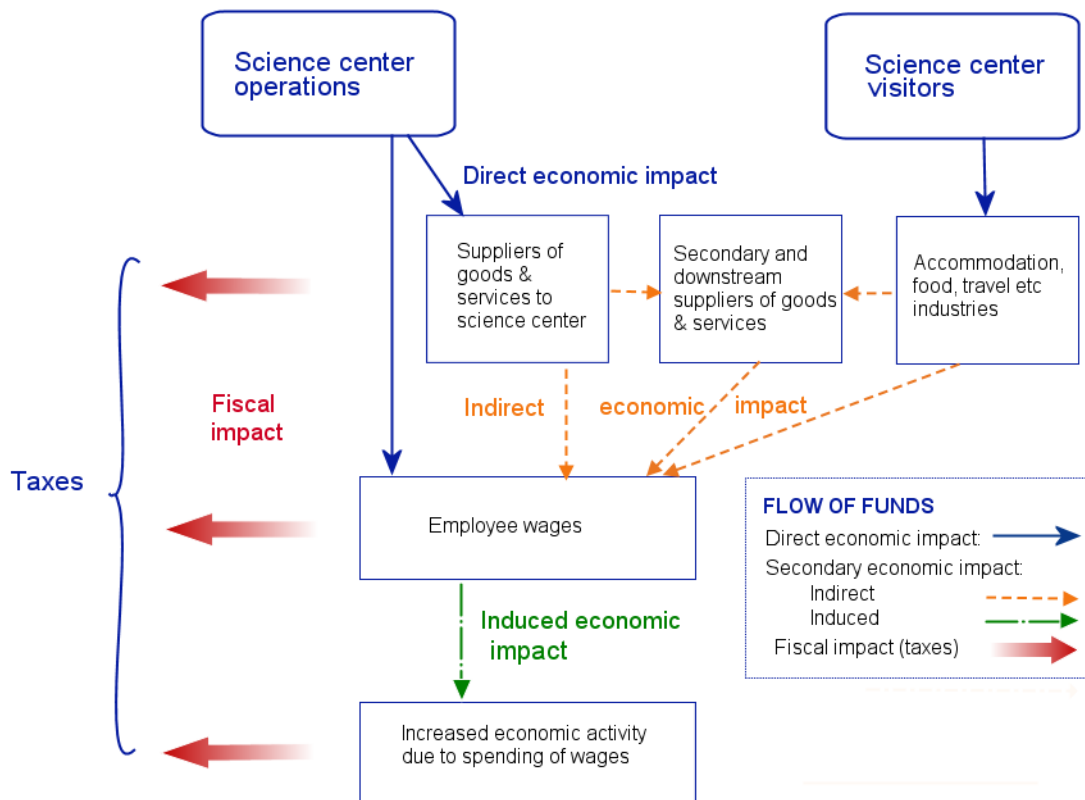 Science center
operations
Science center
visitors
Direct economic impact
Suppliers of
goods &
services to
science center
Secondary and
downstream
suppliers of goods
& services
Accommodation,
food, travel etc
industries
Indirect economic impact
Fiscal
impact
Taxes
Employee wages
Induced economic
impact
Increased economic activity
due to spending of wages
FLOW OF FUNDS
Direct economic impact:
Secondary economic impact:
Indirect
Induced
Fiscal impact (taxes)